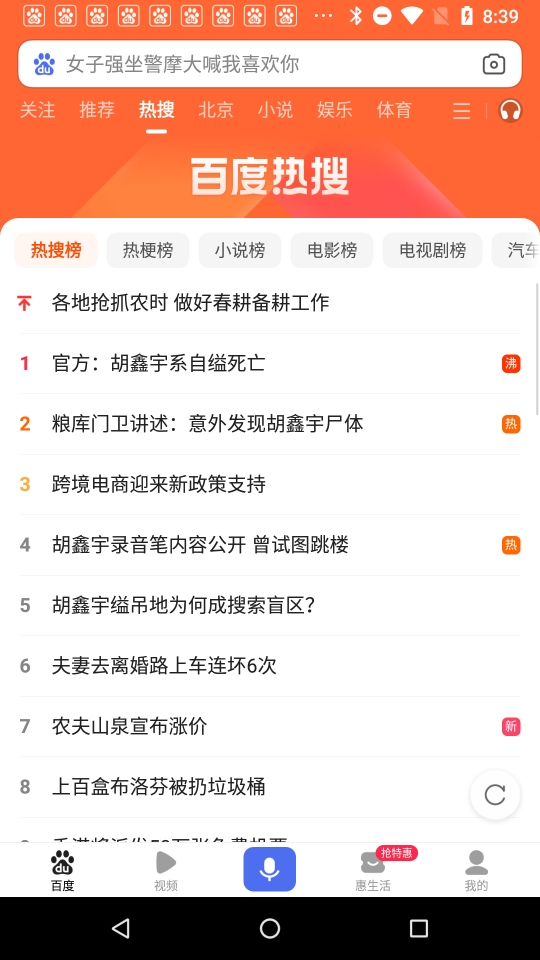 8:39
du 女子强坐警摩大喊我喜欢你
关注 推荐 热搜 北京 小说 娱乐 体育
百度热搜
热搜榜 热梗榜 小说榜 电影榜 电视剧榜 汽车
各地抢抓农时 做好春耕备耕工作
1 官方：胡鑫宇系自缢死亡 沸
2 粮库门卫讲述：意外发现胡鑫宇尸体 热
3 跨境电商迎来新政策支持
4 胡鑫宇录音笔内容公开 曾试图跳楼 热
5 胡鑫宇缢吊地为何成搜索盲区？
6 夫妻去离婚路上车连坏6次
7 农夫山泉宣布涨价 新
8 上百盒布洛芬被扔垃圾桶
抢特惠
百度 视频 惠生活 我的